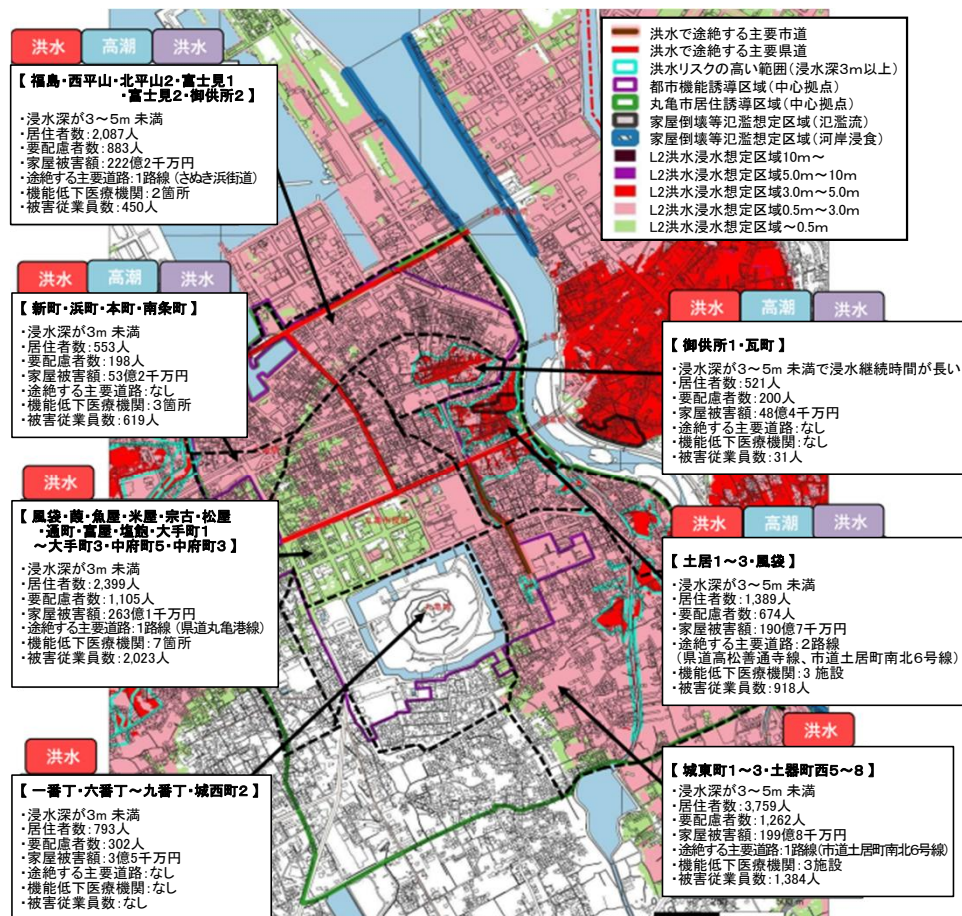 洪水 高潮 洪水
【 福島・西平山・北平山2・富士見1
・富士見2・御供所2 】
・浸水深が3～5m 未満
・居住者数：2,087人
・要配慮者数：883人
・家屋被害額：222億2千万円
・途絶する主要道路：1路線 (さぬき浜街道)
・機能低下医療機関：2箇所
・被害従業員数：450人
洪水で途絶する主要市道
洪水で途絶する主要県道
洪水リスクの高い範囲（浸水深3m以上）
都市機能誘導区域（中心拠点）
丸亀市居住誘導区域（中心拠点）
家屋倒壊等氾濫想定区域（氾濫流）
家屋倒壊等氾濫想定区域（河岸浸食）
L2洪水浸水想定区域10m～
L2洪水浸水想定区域5.0m～10m
L2洪水浸水想定区域3.0m～5.0m
L2洪水浸水想定区域0.5m～3.0m
L2洪水浸水想定区域～0.5m
洪水 高潮 洪水
【 新町・浜町・本町・南条町 】
・浸水深が3m 未満
・居住者数：553人
・要配慮者数：198人
・家屋被害額：53億2千万円
・途絶する主要道路：なし
・機能低下医療機関：3箇所
・被害従業員数：619人
洪水 高潮 洪水
【 御供所1・瓦町 】
・浸水深が3～5m 未満で浸水継続時間が長い
・居住者数：521人
・要配慮者数：200人
・家屋被害額：48億4千万円
・途絶する主要道路：なし
・機能低下医療機関：なし
・被害従業員数：31人
洪水
【 風袋・葭・魚屋・米屋・宗古・松屋
・通町・富屋・塩飽・大手町1
～大手町3・中府町5・中府町3 】
・浸水深が3m 未満
・居住者数：2,399人
・要配慮者数：1,105人
・家屋被害額：263億1千万円
・途絶する主要道路：1路線 (県道丸亀港線)
・機能低下医療機関：7箇所
・被害従業員数：2,023人
洪水 高潮 洪水
【 土居1～3・風袋 】
・浸水深が3～5m 未満
・居住者数：1,389人
・要配慮者数：674人
・家屋被害額：190億7千万円
・途絶する主要道路：2路線
(県道高松善通寺線、市道土居町南北6号線)
・機能低下医療機関：3 施設
・被害従業員数：918人
洪水
【 一番丁・六番丁～九番丁・城西町2 】
・浸水深が3m 未満
・居住者数：793人
・要配慮者数：302人
・家屋被害額：3億5千万円
・途絶する主要道路：なし
・機能低下医療機関：なし
・被害従業員数：なし
洪水
【 城東町1～3・土器町西5～8 】
・浸水深が3～5m 未満
・居住者数：3,759人
・要配慮者数：1,262人
・家屋被害額：199億8千万円
・途絶する主要道路：1路線(市道土居町南北6号線)
・機能低下医療機関：3施設
・被害従業員数：1,384人